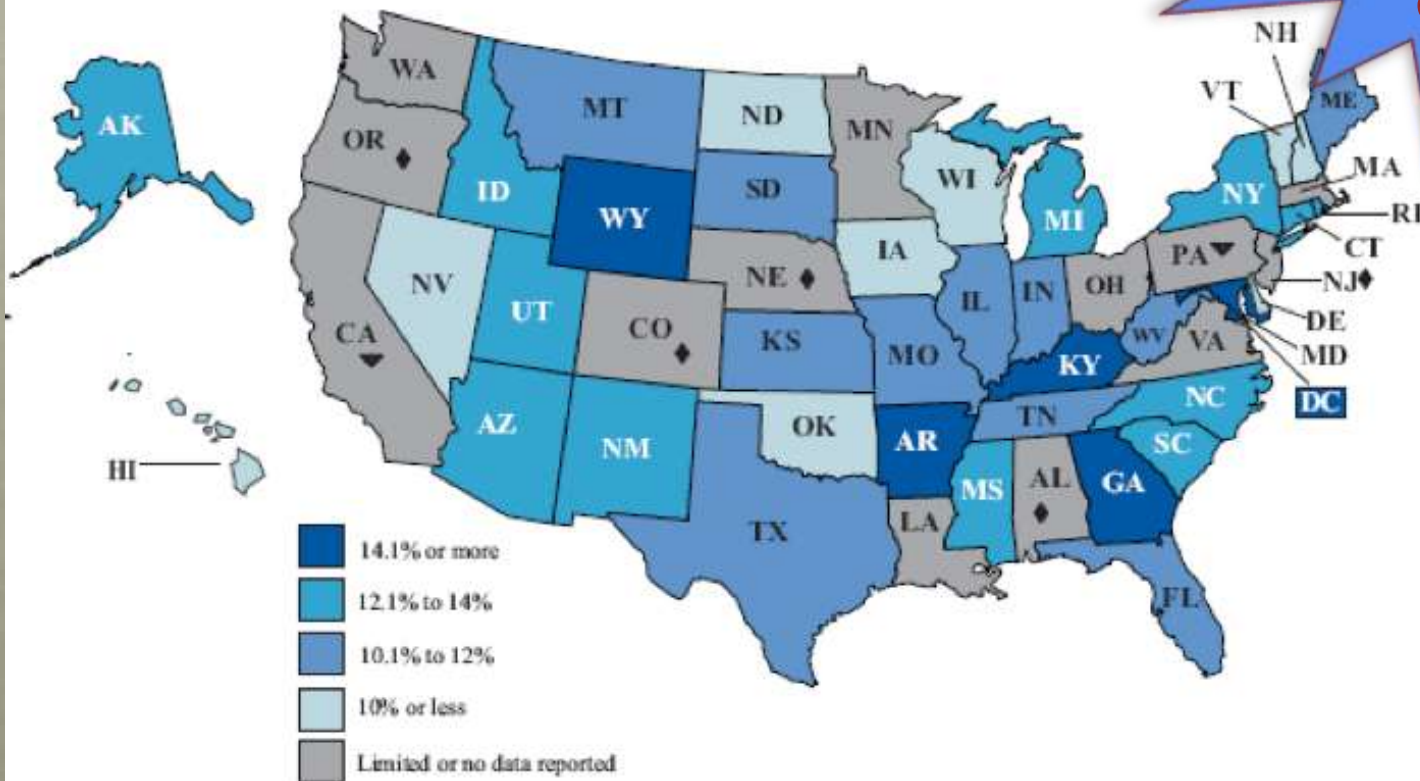 NH
VT
ME
WA
MT
ND
MN
AK
OR ♦
MA
ID
SD
WI
NY
WY
MI
RI
CT
IA
PA
NE ♦
NJ♦
NV
IL
IN
OH
UT
CO
DE
CA
KS
MO
WV
VA
MD
KY
DC
NC
TN
AZ
OK
AR
SC
NM
HI
MS
AL
GA
LA
TX
FL
14.1% or more
12.1% to 14%
10.1% to 12%
10% or less
Limited or no data reported